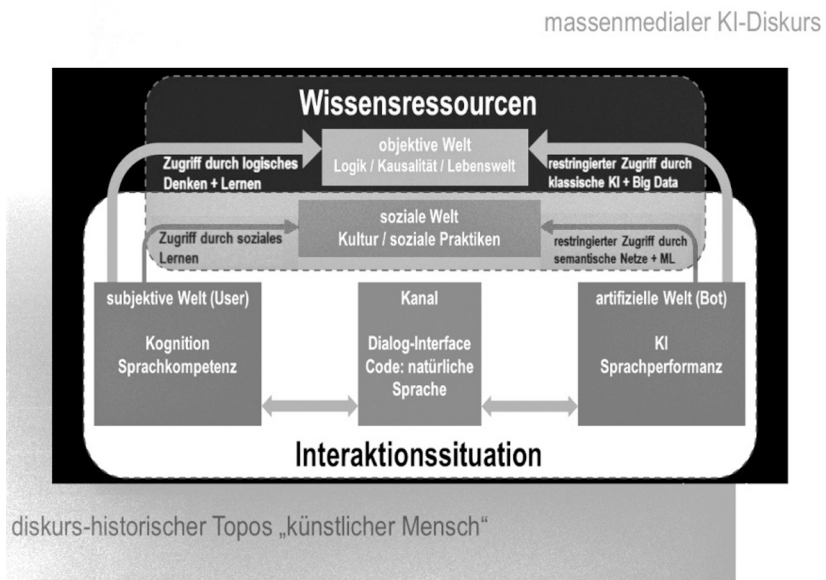 massenmedialer KI-Diskurs
Wissensressourcen
objektive Welt
Logik / Kausalität / Lebenswelt
Zugriff durch logisches
Denken + Lernen
restringierter Zugriff durch
klassische KI + Big Data
soziale Welt
Kultur / soziale Praktiken
Zugriff durch soziales
Lernen
restringierter Zugriff durch
semantische Netze + ML
subjektive Welt (User)
Kognition
Sprachkompetenz
Kanal
Dialog-Interface
Code: natürliche
Sprache
artifizielle Welt (Bot)
KI
Sprachperformanz
Interaktionssituation
diskurs-historischer Topos „künstlicher Mensch“